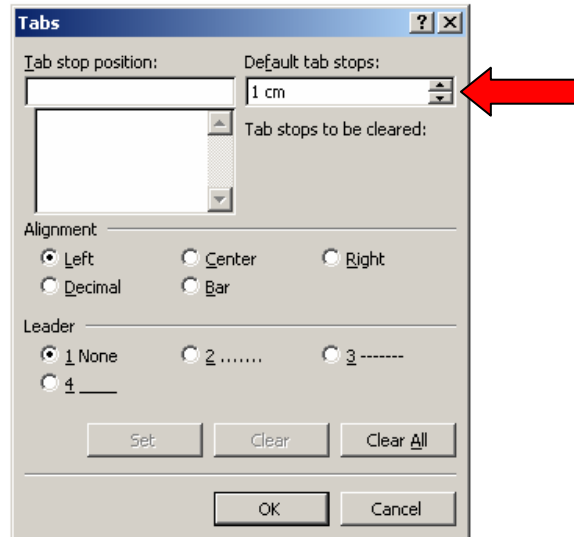 Tabs
Tab stop position: Default tab stops:
1 cm
Tab stops to be cleared:
Alignment
Left Center Right
Decimal Bar
Leader
1 None 2 ....... 3 -------
4 ____
Set Clear Clear All
OK Cancel